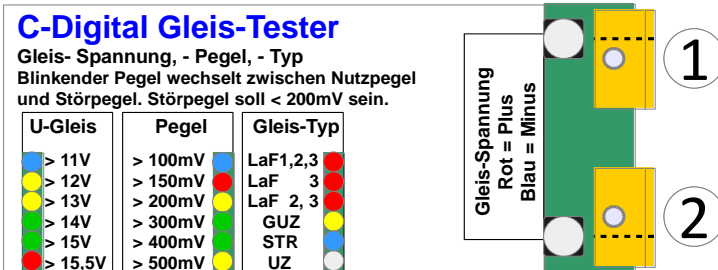 C-Digital Gleis-Tester
Gleis- Spannung, - Pegel, - Typ
Blinkender Pegel wechselt zwischen Nutzpegel
und Störpegel. Störpegel soll < 200mV sein.
U-Gleis
> 11V
> 12V
> 13V
> 14V
> 15V
> 15,5V
Pegel
> 100mV
> 150mV
> 200mV
> 300mV
> 400mV
> 500mV
Gleis-Typ
LaF1,2,3
LaF 3
LaF 2, 3
GUZ
STR
UZ
Gleis-Spannung
Rot = Plus
Blau = Minus
1
2